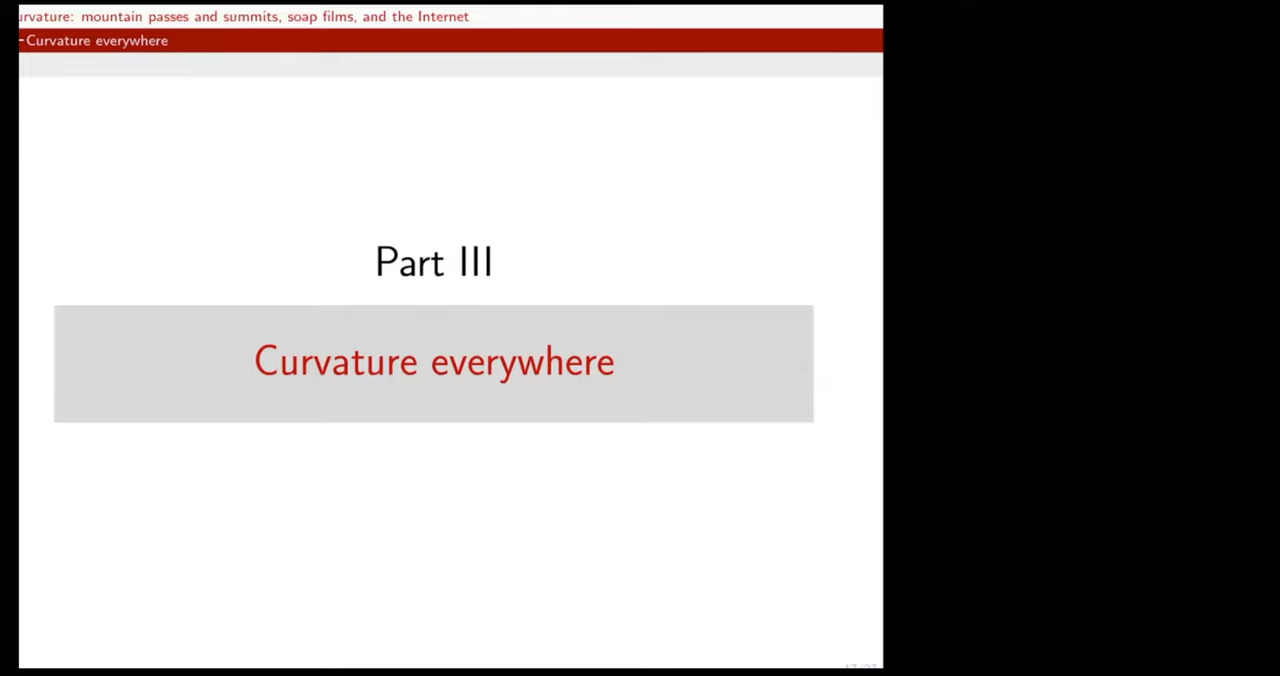 urvature: mountain passes and summits, soap films, and the Internet
Curvature everywhere
Part III
Curvature everywhere